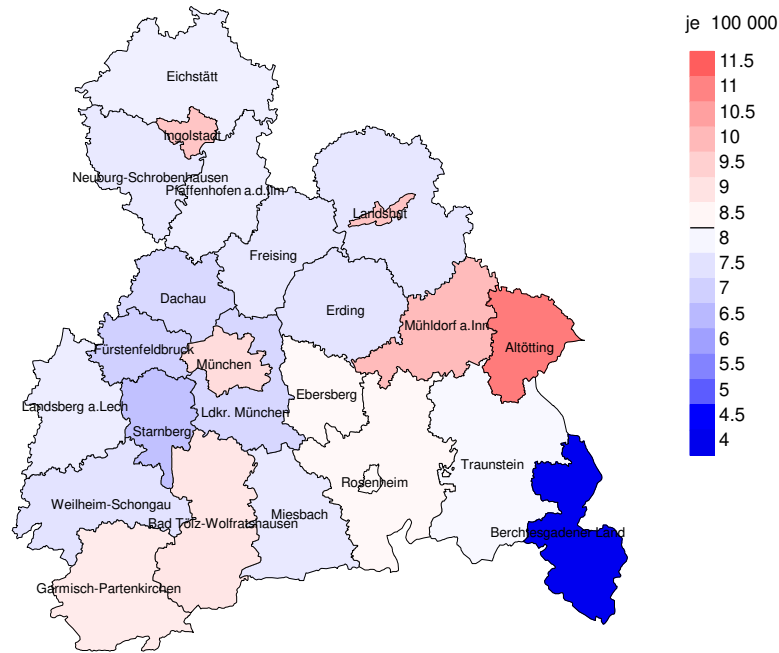 je 100 000
11.5
11
10.5
10
9.5
9
8.5
8
7.5
7
6.5
6
5.5
5
4.5
4
Eichstätt
Ingolstadt
Neuburg-Schrobenhausen
Pfaffenhofen a.d.Ilm
Landshut
Freising
Dachau
Erding
Mühldorf a.Inn
Altötting
Fürstenfeldbruck
München
Ebersberg
Landsberg a.Lech
Ldkr. München
Starnberg
Traunstein
Rosenheim
Weilheim-Schongau
Miesbach
Bad Tölz-Wolfratshausen
Berchtesgadener Land
Garmisch-Partenkirchen